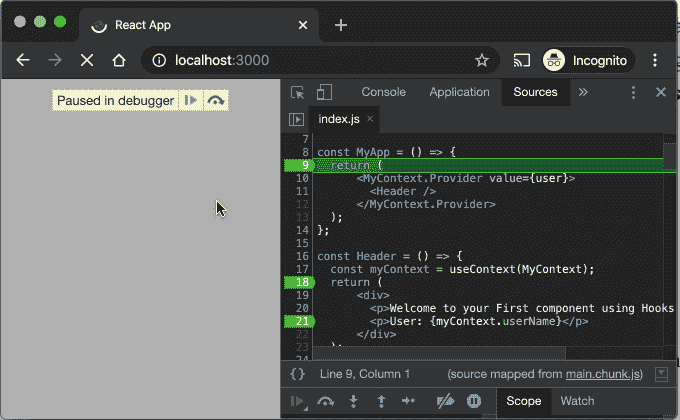 React App
localhost:3000
Incognito
Paused in debugger
Console Application Sources
index.js
7
8 const MyApp = () => {
9 return (
10 <MyContext.Provider value={user}>
11 <Header />
12 </MyContext.Provider>
13 );
14 };
15
16 const Header = () => {
17 const myContext = useContext(MyContext);
18 return (
19 <div>
20 <p>Welcome to your First component using Hooks
21 <p>User: {myContext.userName}</p>
22 </div>
23 );
24
{} Line 9, Column 1 (source mapped from main.chunk.js)
Scope Watch